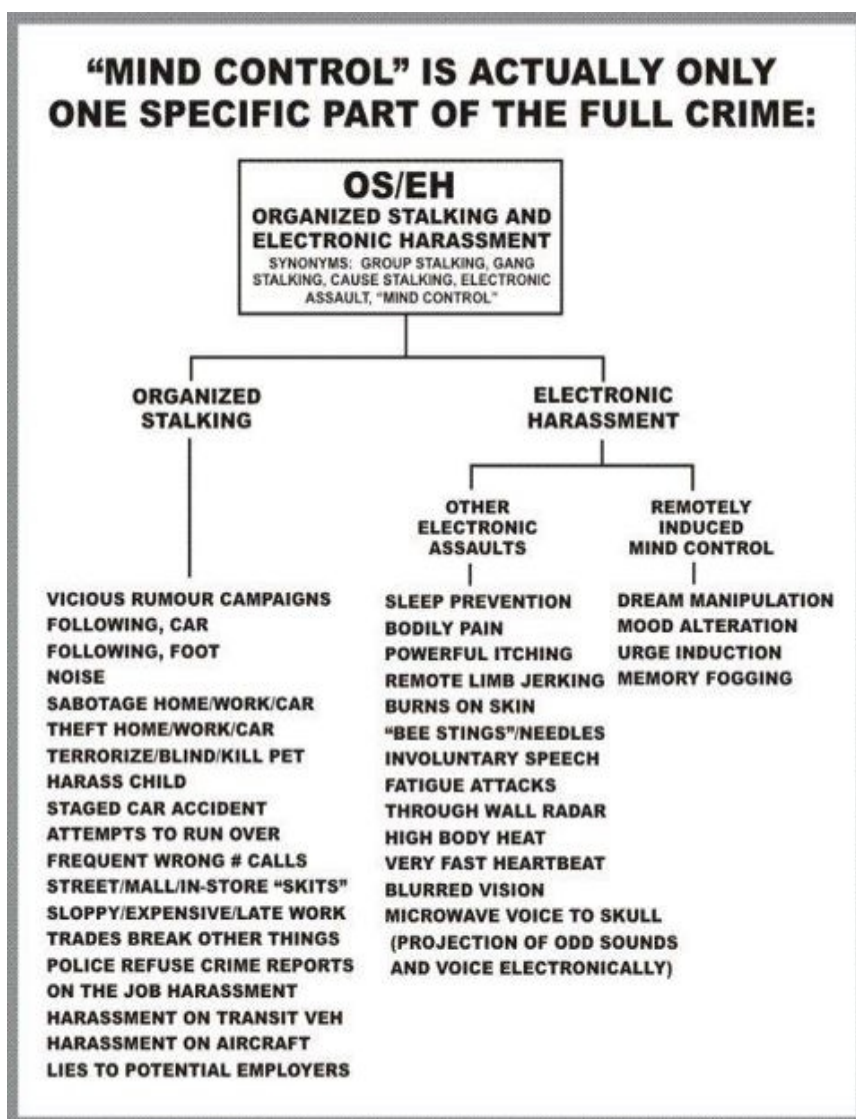 “MIND CONTROL” IS ACTUALLY ONLY
ONE SPECIFIC PART OF THE FULL CRIME:
OS/EH
ORGANIZED STALKING AND
ELECTRONIC HARASSMENT
SYNONYMS: GROUP STALKING, GANG
STALKING, CAUSE STALKING, ELECTRONIC
ASSAULT, “MIND CONTROL”
ORGANIZED
STALKING
VICIOUS RUMOUR CAMPAIGNS
FOLLOWING, CAR
FOLLOWING, FOOT
NOISE
SABOTAGE HOME/WORK/CAR
THEFT HOME/WORK/CAR
TERRORIZE/BLIND/KILL PET
HARASS CHILD
STAGED CAR ACCIDENT
ATTEMPTS TO RUN OVER
FREQUENT WRONG # CALLS
STREET/MALL/IN-STORE “SKITS”
SLOPPY/EXPENSIVE/LATE WORK
TRADES BREAK OTHER THINGS
POLICE REFUSE CRIME REPORTS
ON THE JOB HARASSMENT
HARASSMENT ON TRANSIT VEH
HARASSMENT ON AIRCRAFT
LIES TO POTENTIAL EMPLOYERS
ELECTRONIC
HARASSMENT
OTHER
ELECTRONIC
ASSAULTS
SLEEP PREVENTION
BODILY PAIN
POWERFUL ITCHING
REMOTE LIMB JERKING
BURNS ON SKIN
“BEE STINGS”/NEEDLES
INVOLUNTARY SPEECH
FATIGUE ATTACKS
THROUGH WALL RADAR
HIGH BODY HEAT
VERY FAST HEARTBEAT
BLURRED VISION
MICROWAVE VOICE TO SKULL
(PROJECTION OF ODD SOUNDS
AND VOICE ELECTRONICALLY)
REMOTELY
INDUCED
MIND CONTROL
DREAM MANIPULATION
MOOD ALTERATION
URGE INDUCTION
MEMORY FOGGING